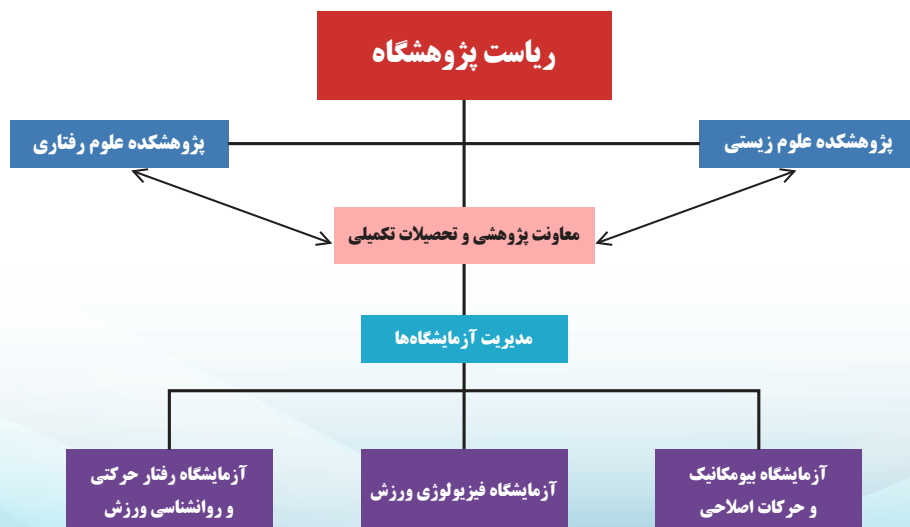 ریاست پژوهشگاه
پژوهشکده علوم زیستی
پژوهشکده علوم رفتاری
معاونت پژوهشی و تحصیلات تکمیلی
مدیریت آزمایشگاه‌ها
آزمایشگاه بیومکانیک
و حرکات اصلاحی
آزمایشگاه فیزیولوژی ورزش
آزمایشگاه رفتار حرکتی
و روانشناسی ورزش